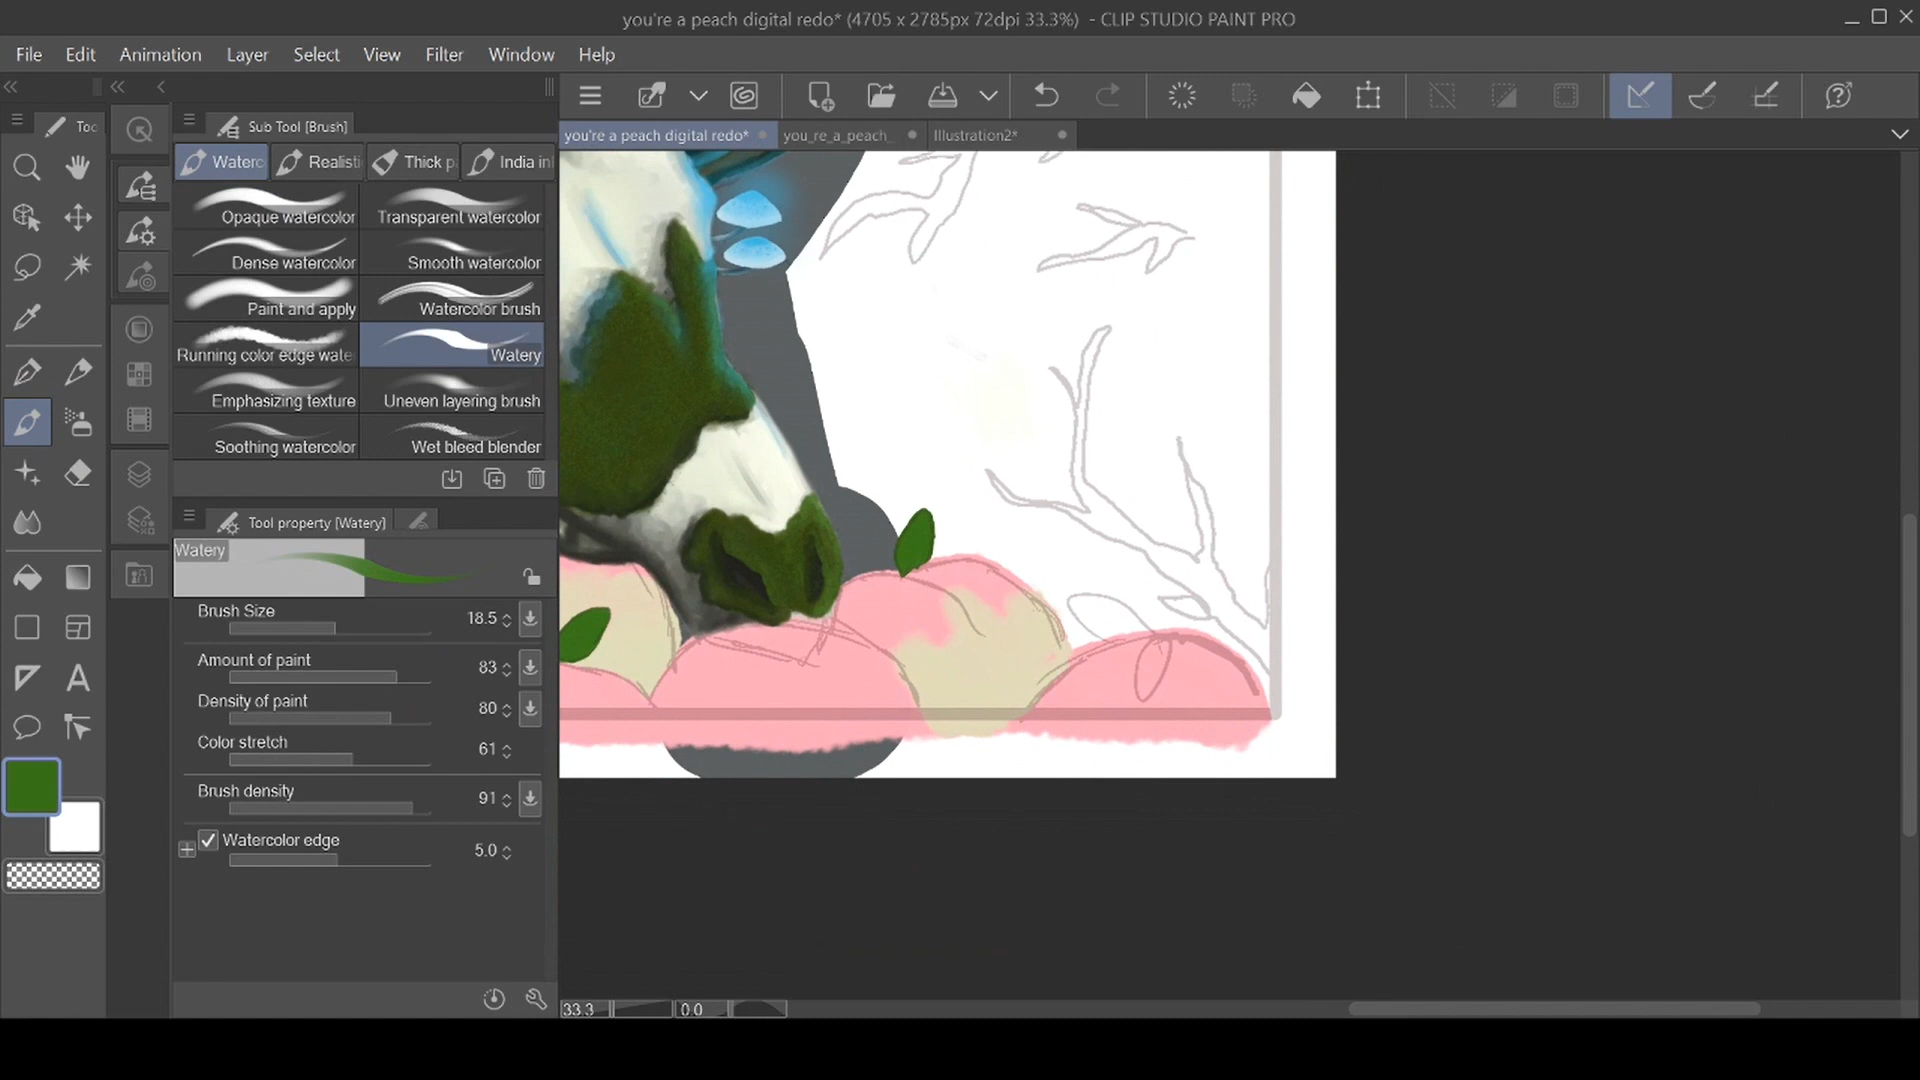 you're a peach digital redo* (4705 x 2785px 72dpi 33.3%) - CLIP STUDIO PAINT PRO
File Edit Animation Layer Select View Filter Window Help
Too Sub Tool [Brush]
you're a peach digital redo* you_re_a_peach_ Illustration2*
Waterc Realisti Thick p India in
Opaque watercolor Transparent watercolor
Dense watercolor Smooth watercolor
Paint and apply Watercolor brush
Running color edge wate Watery
Emphasizing texture Uneven layering brush
Soothing watercolor Wet bleed blender
Tool property [Watery]
Watery
Brush Size 18.5
Amount of paint 83
Density of paint 80
Color stretch 61
Brush density 91
Watercolor edge 5.0
A
33.3 0.0